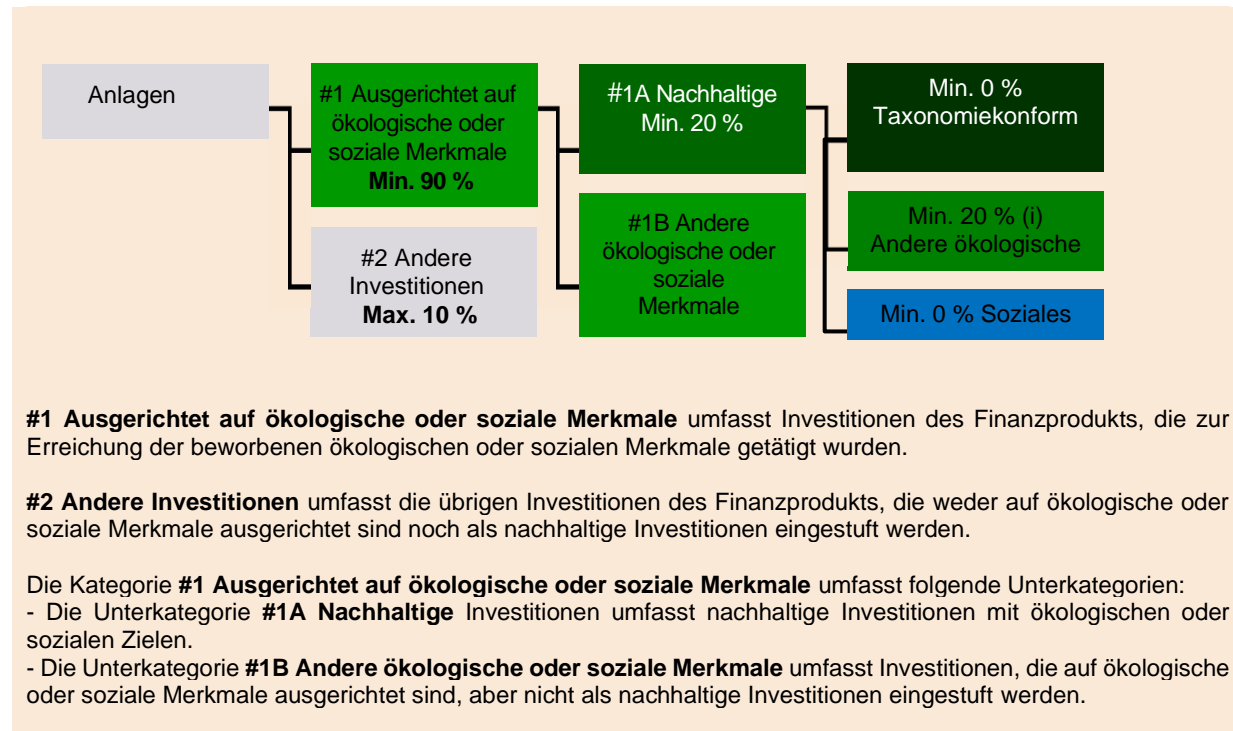 Anlagen
#1 Ausgerichtet auf
ökologische oder
soziale Merkmale
Min. 90 %
#2 Andere
Investitionen
Max. 10 %
#1A Nachhaltige
Min. 20 %
#1B Andere
ökologische oder
soziale
Merkmale
Min. 0 %
Taxonomiekonform
Min. 20 % (i)
Andere ökologische
Min. 0 % Soziales
#1 Ausgerichtet auf ökologische oder soziale Merkmale umfasst Investitionen des Finanzprodukts, die zur
Erreichung der beworbenen ökologischen oder sozialen Merkmale getätigt wurden.
#2 Andere Investitionen umfasst die übrigen Investitionen des Finanzprodukts, die weder auf ökologische oder
soziale Merkmale ausgerichtet sind noch als nachhaltige Investitionen eingestuft werden.
Die Kategorie #1 Ausgerichtet auf ökologische oder soziale Merkmale umfasst folgende Unterkategorien:
- Die Unterkategorie #1A Nachhaltige Investitionen umfasst nachhaltige Investitionen mit ökologischen oder
sozialen Zielen.
- Die Unterkategorie #1B Andere ökologische oder soziale Merkmale umfasst Investitionen, die auf ökologische
oder soziale Merkmale ausgerichtet sind, aber nicht als nachhaltige Investitionen eingestuft werden.